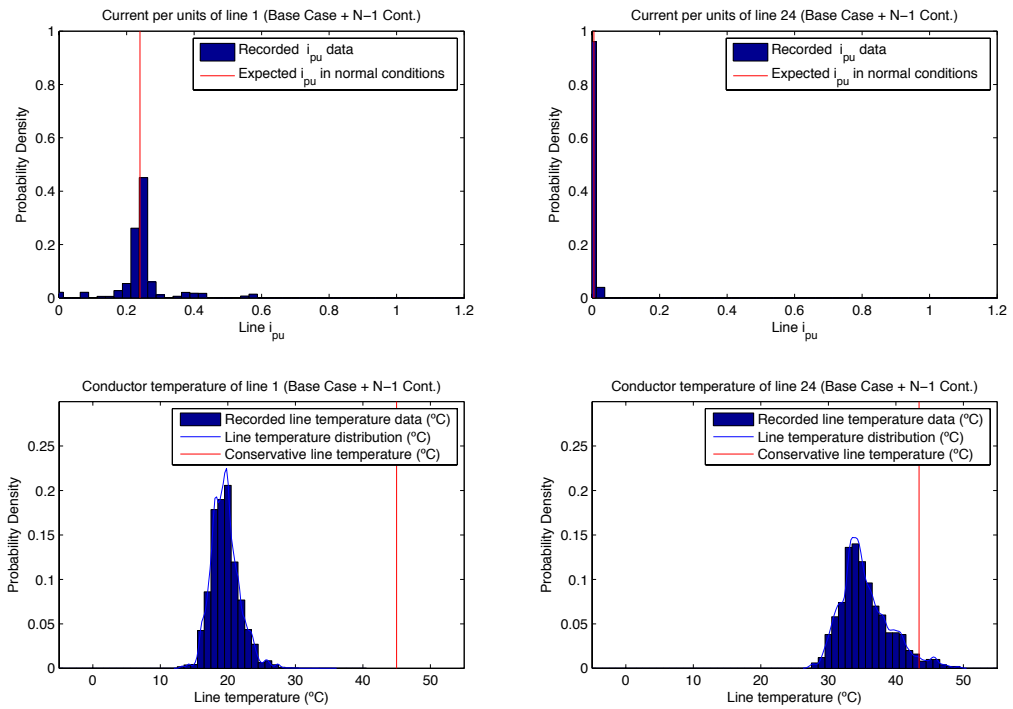 Current per units of line 1 (Base Case + N−1 Cont.)
1
0.8
0.6
0.4
0.2
0
Probability Density
Recorded i_pu data
Expected i_pu in normal conditions
0 0.2 0.4 0.6 0.8 1 1.2
Line i_pu
Current per units of line 24 (Base Case + N−1 Cont.)
1
0.8
0.6
0.4
0.2
0
Probability Density
Recorded i_pu data
Expected i_pu in normal conditions
0 0.2 0.4 0.6 0.8 1 1.2
Line i_pu
Conductor temperature of line 1 (Base Case + N−1 Cont.)
0.25
0.2
0.15
0.1
0.05
0
Probability Density
Recorded line temperature data (ºC)
Line temperature distribution (ºC)
Conservative line temperature (ºC)
0 10 20 30 40 50
Line temperature (ºC)
Conductor temperature of line 24 (Base Case + N−1 Cont.)
0.25
0.2
0.15
0.1
0.05
0
Probability Density
Recorded line temperature data (ºC)
Line temperature distribution (ºC)
Conservative line temperature (ºC)
0 10 20 30 40 50
Line temperature (ºC)